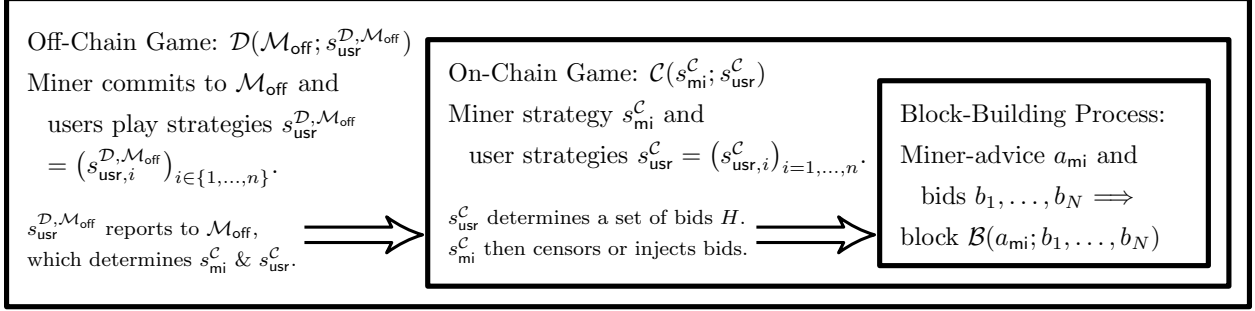 Off-Chain Game: 𝒟(ℳ_off; s_usr^{𝒟,ℳ_off})
Miner commits to ℳ_off and
users play strategies s_usr^{𝒟,ℳ_off}
= (s_{usr,i}^{𝒟,ℳ_off})_{i∈{1,…,n}}.
s_usr^{𝒟,ℳ_off} reports to ℳ_off,
which determines s_mi^𝒞 & s_usr^𝒞.
On-Chain Game: 𝒞(s_mi^𝒞; s_usr^𝒞)
Miner strategy s_mi^𝒞 and
user strategies s_usr^𝒞 = (s_{usr,i}^𝒞)_{i=1,…,n}.
s_usr^𝒞 determines a set of bids H.
s_mi^𝒞 then censors or injects bids.
Block-Building Process:
Miner-advice a_mi and
bids b_1, …, b_N ⟹
block ℬ(a_mi; b_1, …, b_N)